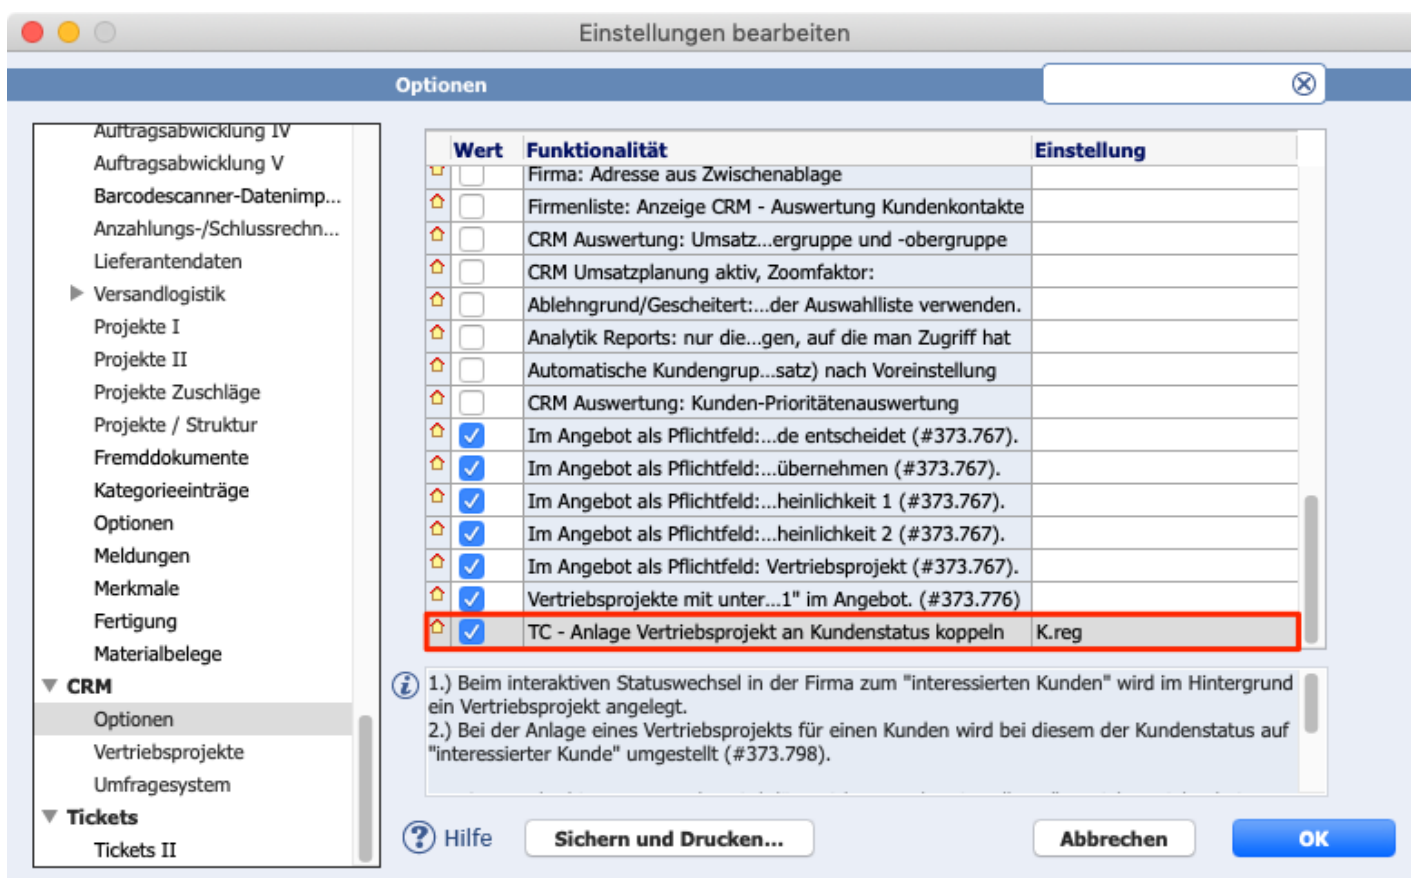 Einstellungen bearbeiten
Optionen
Auftragsabwicklung IV
Auftragsabwicklung V
Barcodescanner-Datenimp...
Anzahlungs-/Schlussrechn...
Lieferantendaten
Versandlogistik
Projekte I
Projekte II
Projekte Zuschläge
Projekte / Struktur
Fremddokumente
Kategorieeinträge
Optionen
Meldungen
Merkmale
Fertigung
Materialbelege
CRM
Optionen
Vertriebsprojekte
Umfragesystem
Tickets
Tickets II
Wert Funktionalität Einstellung
Firma: Adresse aus Zwischenablage
Firmenliste: Anzeige CRM - Auswertung Kundenkontakte
CRM Auswertung: Umsatz...ergruppe und -obergruppe
CRM Umsatzplanung aktiv, Zoomfaktor:
Ablehngrund/Gescheitert:...der Auswahlliste verwenden.
Analytik Reports: nur die...gen, auf die man Zugriff hat
Automatische Kundengrup...satz) nach Voreinstellung
CRM Auswertung: Kunden-Prioritätenauswertung
Im Angebot als Pflichtfeld:...de entscheidet (#373.767).
Im Angebot als Pflichtfeld:...übernehmen (#373.767).
Im Angebot als Pflichtfeld:...heinlichkeit 1 (#373.767).
Im Angebot als Pflichtfeld:...heinlichkeit 2 (#373.767).
Im Angebot als Pflichtfeld: Vertriebsprojekt (#373.767).
Vertriebsprojekte mit unter...1" im Angebot. (#373.776)
TC - Anlage Vertriebsprojekt an Kundenstatus koppeln K.reg
1.) Beim interaktiven Statuswechsel in der Firma zum "interessierten Kunden" wird im Hintergrund
ein Vertriebsprojekt angelegt.
2.) Bei der Anlage eines Vertriebsprojekts für einen Kunden wird bei diesem der Kundenstatus auf
"interessierter Kunde" umgestellt (#373.798).
Hilfe
Sichern und Drucken...
Abbrechen
OK